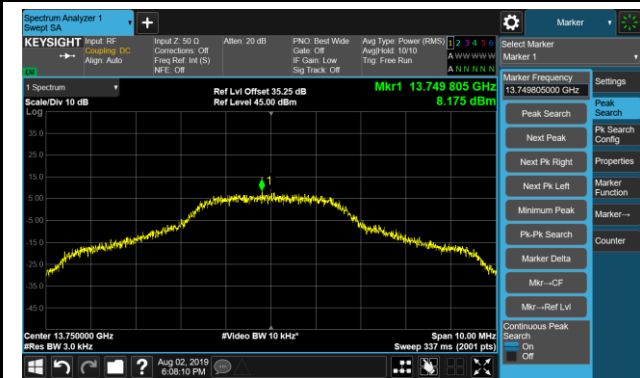 Spectrum Analyzer 1
Swept SA
+
Marker
KEYSIGHT
Input: RF
Coupling: DC
Align: Auto
Input Z: 50 Ω
Corrections: Off
Freq Ref: Int (S)
NFE: Off
Atten: 20 dB
PNO: Best Wide
Gate: Off
IF Gain: Low
Sig Track: Off
Avg Type: Power (RMS)
Avg|Hold: 10/10
Trig: Free Run
1 2 3 4 5 6
A W W W W W
A N N N N N
Select Marker
Marker 1
1 Spectrum
Scale/Div 10 dB
Log
Ref Lvl Offset 35.25 dB
Ref Level 45.00 dBm
Mkr1 13.749 805 GHz
8.175 dBm
35.0
25.0
15.0
5.00
-5.00
-15.0
-25.0
-35.0
-45.0
1
Center 13.750000 GHz
#Res BW 3.0 kHz
#Video BW 10 kHz*
Span 10.00 MHz
Sweep 337 ms (2001 pts)
Marker Frequency
13.749805000 GHz
Peak Search
Next Peak
Next Pk Right
Next Pk Left
Minimum Peak
Pk-Pk Search
Marker Delta
Mkr→CF
Mkr→Ref Lvl
Continuous Peak
Search
On
Off
Settings
Peak
Search
Pk Search
Config
Properties
Marker
Function
Marker→
Counter
?
Aug 02, 2019
6:08:10 PM